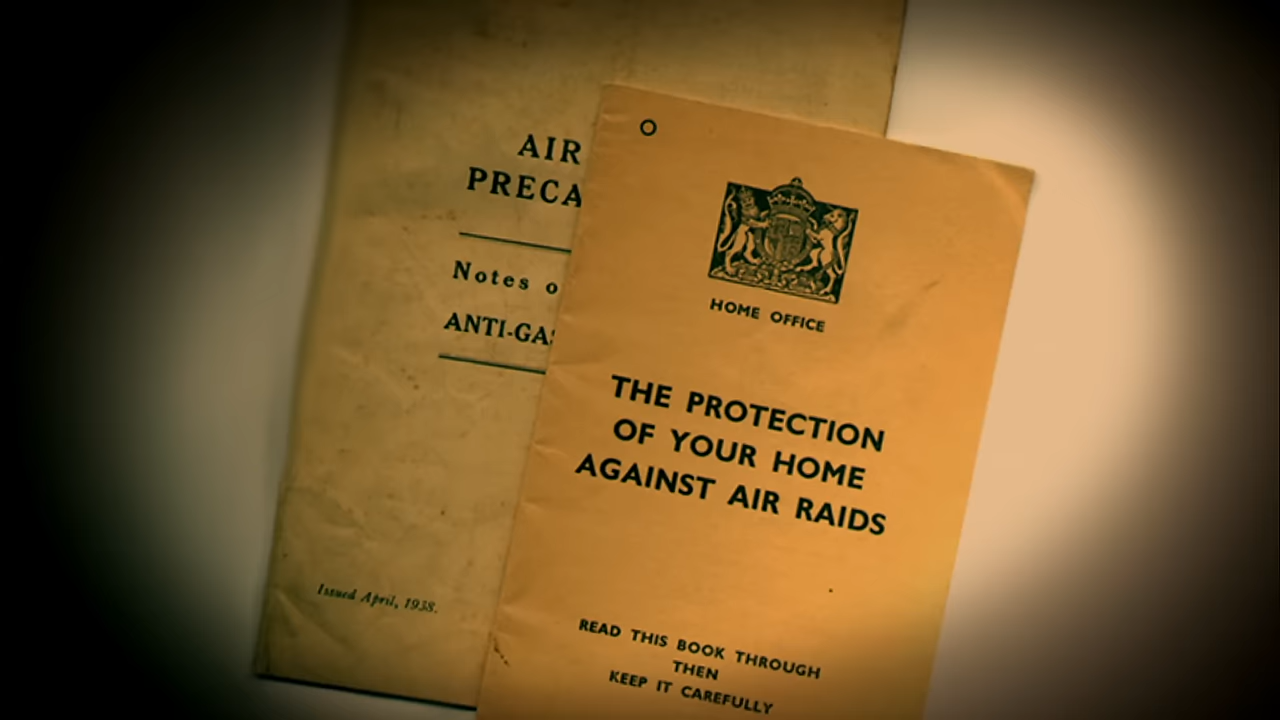 AIR
PRECA
Notes o
ANTI-GAS
Issued April, 1938.
HOME OFFICE
THE PROTECTION
OF YOUR HOME
AGAINST AIR RAIDS
READ THIS BOOK THROUGH
THEN
KEEP IT CAREFULLY